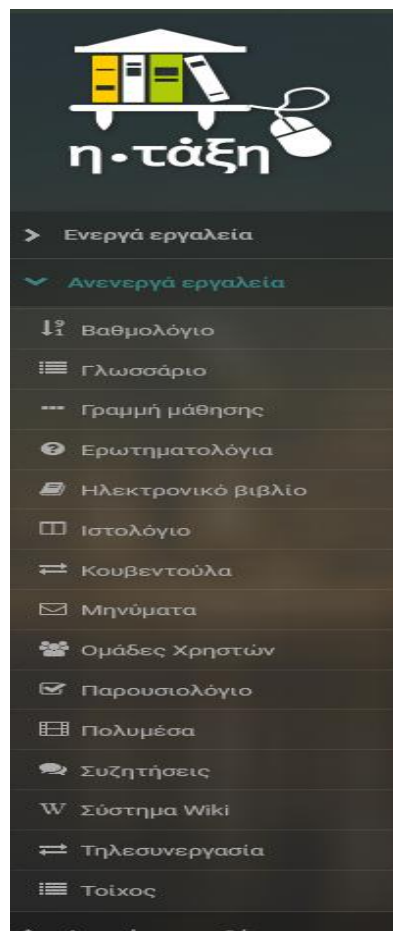 η•τάξη
Ενεργά εργαλεία
Ανενεργά εργαλεία
Βαθμολόγιο
Γλωσσάριο
Γραμμή μάθησης
Ερωτηματολόγια
Ηλεκτρονικό βιβλίο
Ιστολόγιο
Κουβεντούλα
Μηνύματα
Ομάδες Χρηστών
Παρουσιολόγιο
Πολυμέσα
Συζητήσεις
W Σύστημα Wiki
Τηλεσυνεργασία
Τοίχος